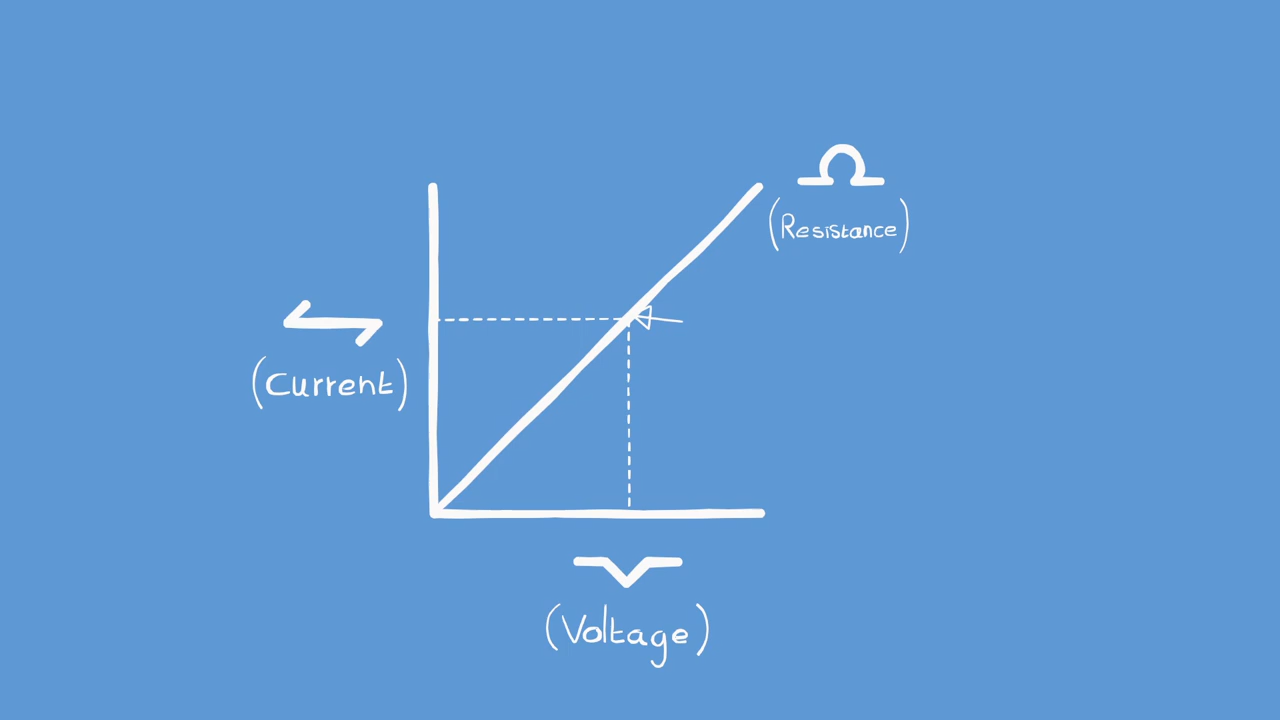 Ω
(Resistance)
(Current)
(Voltage)